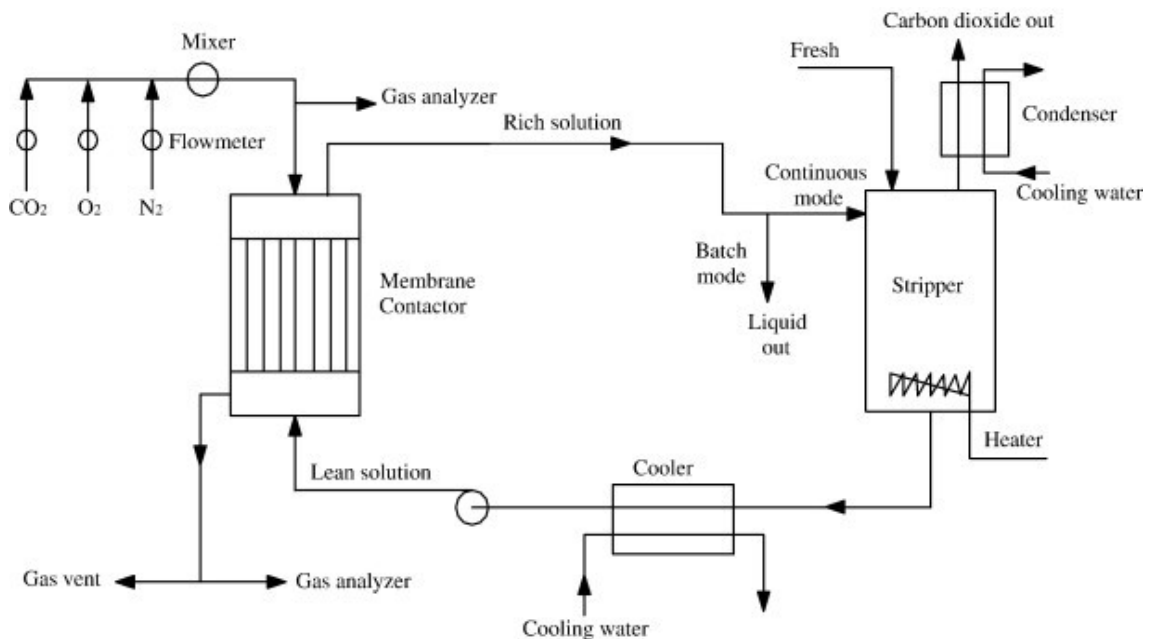 Carbon dioxide out
Mixer
Fresh
Gas analyzer
Condenser
Rich solution
Flowmeter
Continuous
mode
Cooling water
CO₂
O₂
N₂
Batch
mode
Membrane
Contactor
Stripper
Liquid
out
Heater
Lean solution
Cooler
Gas vent
Gas analyzer
Cooling water